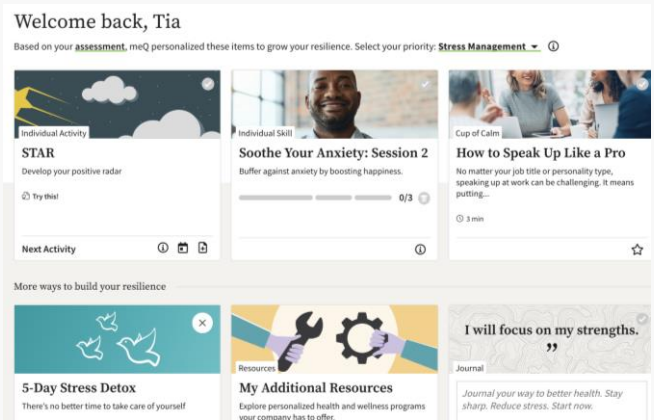 Welcome back, Tia
Based on your assessment, meQ personalized these items to grow your resilience. Select your priority: Stress Management
Individual Activity
STAR
Develop your positive radar
Try this!
Next Activity
Individual Skill
Soothe Your Anxiety: Session 2
Buffer against anxiety by boosting happiness.
0/3
Cup of Calm
How to Speak Up Like a Pro
No matter your job title or personality type,
speaking up at work can be challenging. It means
putting...
3 min
More ways to build your resilience
5-Day Stress Detox
There's no better time to take care of yourself
Resources
My Additional Resources
Explore personalized health and wellness programs
your company has to offer.
I will focus on my strengths.
”
Journal
Journal your way to better health. Stay
sharp. Reduce stress. Start now.